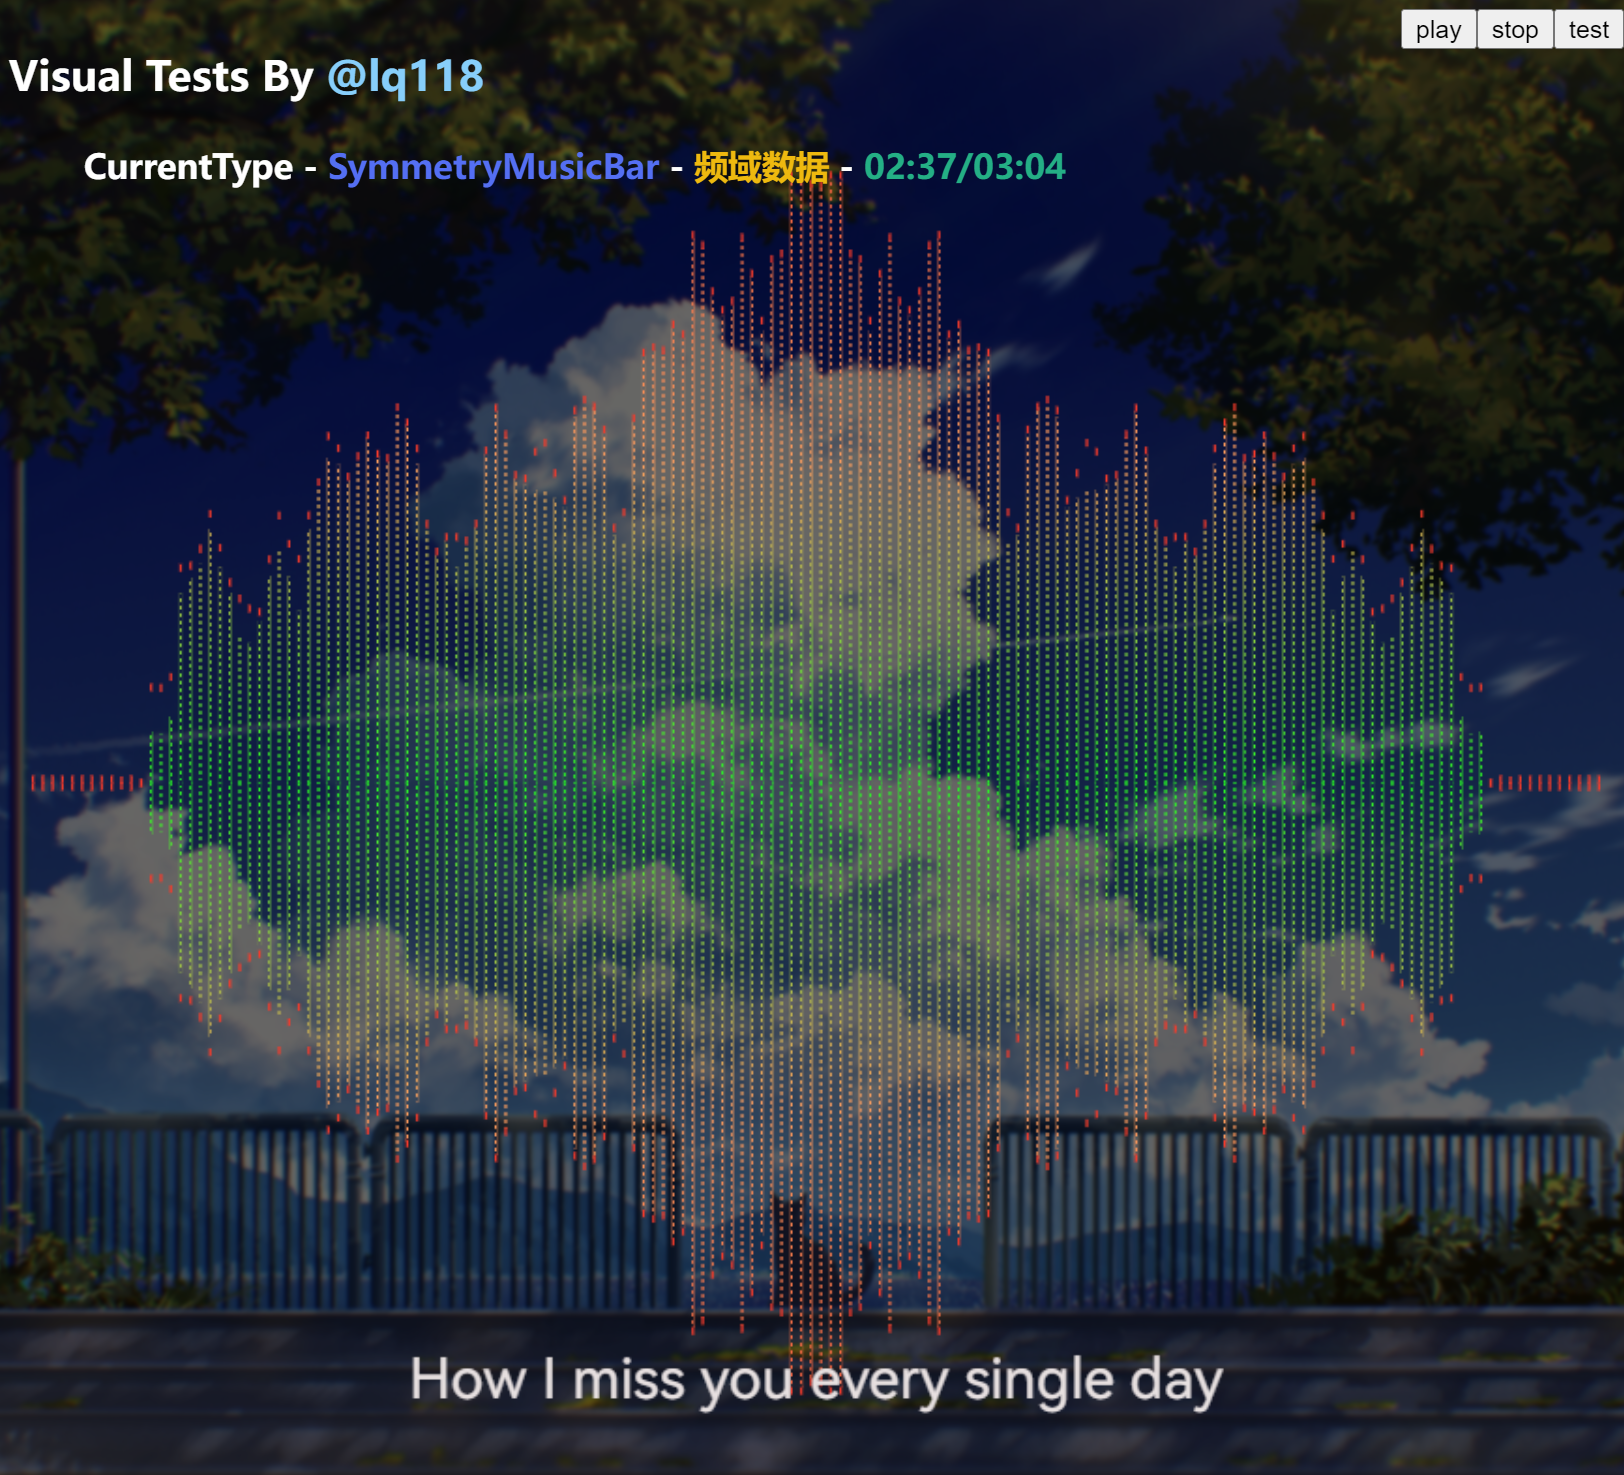 play stop test
Visual Tests By @lq118
CurrentType - SymmetryMusicBar - 频域数据 - 02:37/03:04
How I miss you every single day